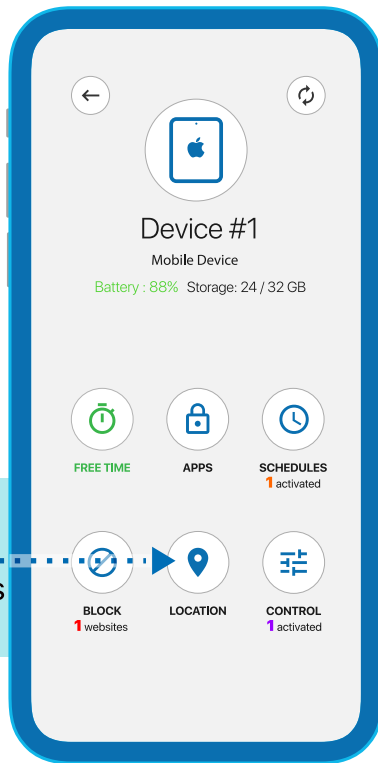 Device #1
Mobile Device
Battery : 88% Storage: 24 / 32 GB
FREE TIME
APPS
SCHEDULES
1 activated
s
BLOCK
1 websites
LOCATION
CONTROL
1 activated